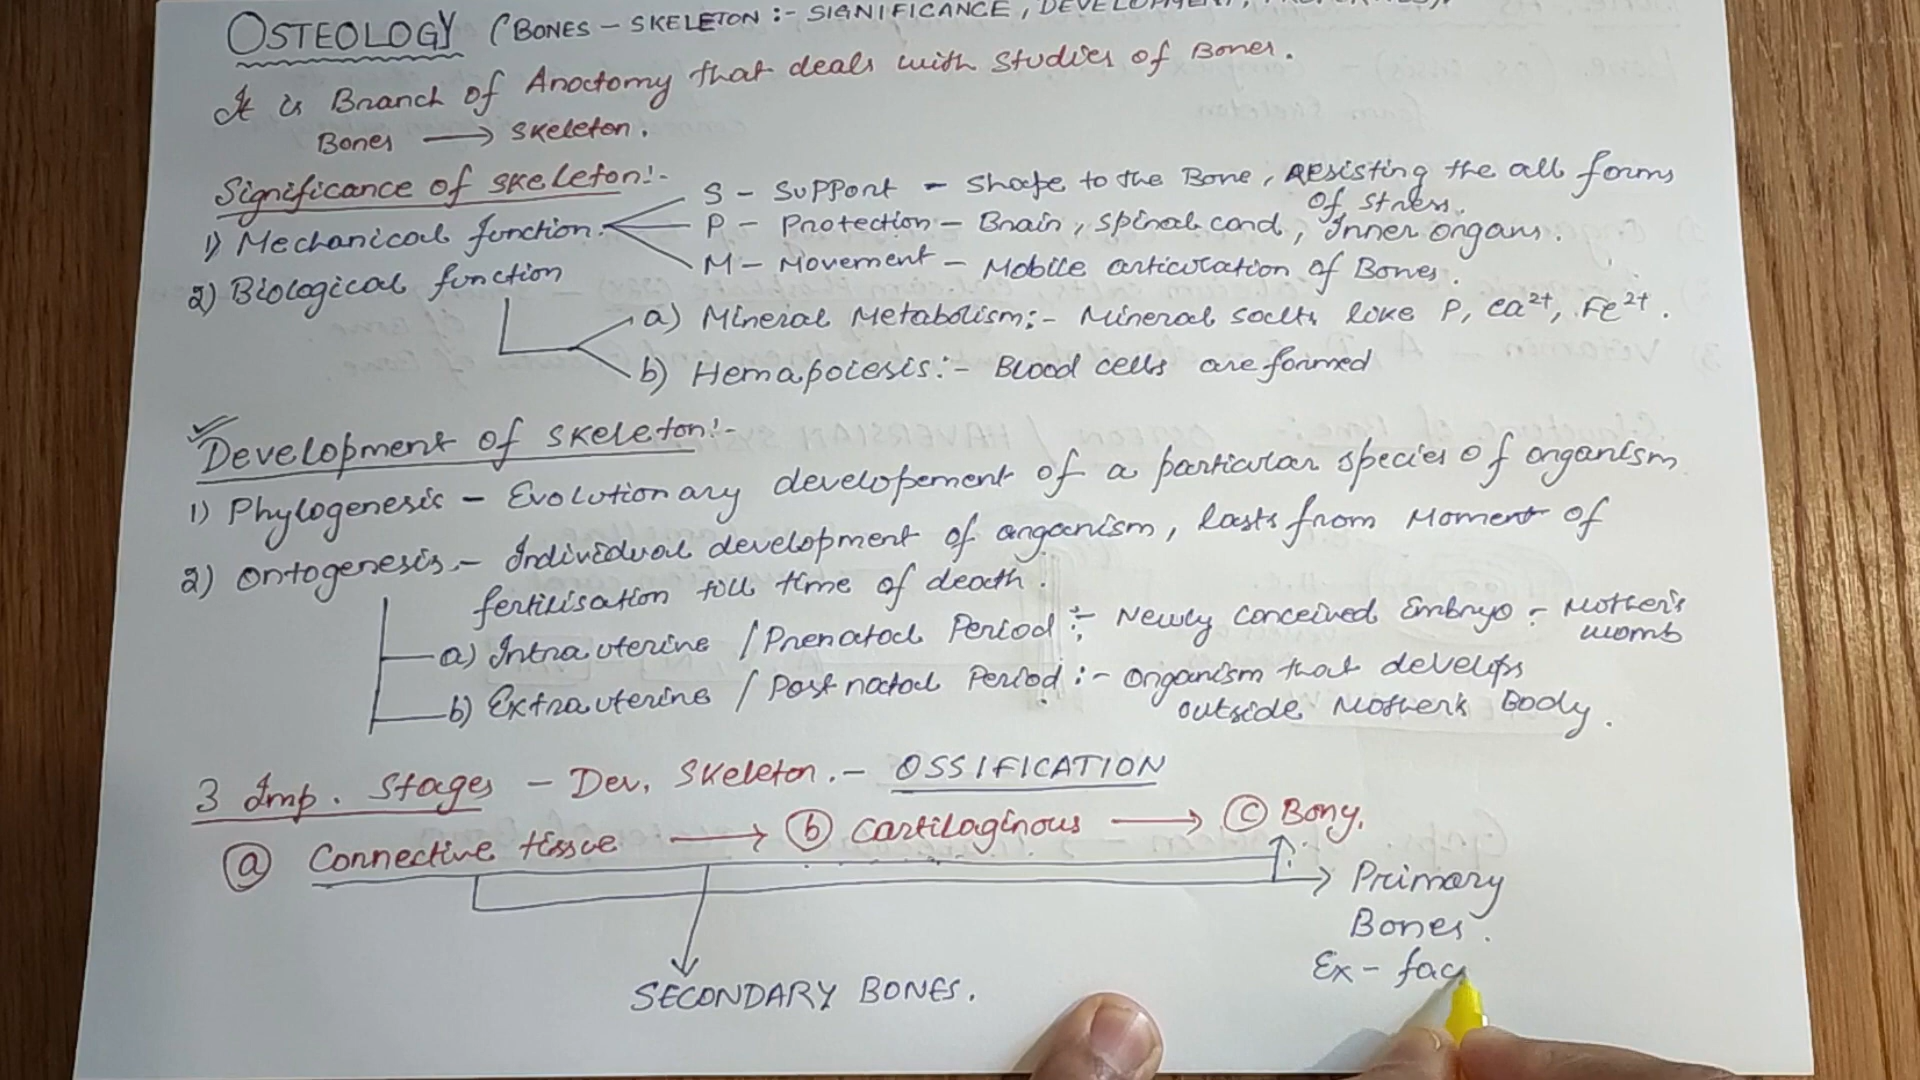 OSTEOLOGY (BONES - SKELETON :- SIGNIFICANCE, DEVELOPMENT,
It is Branch of Anoctomy that deals with studies of Bones.
Bones → skeleton.
Significance of skeleton:-
1) Mechanical function.
S - Support - shape to the Bone, Resisting the all forms of stress.
P - Protection - Brain, spinal cord, Inner organs.
M - Movement - Mobile articulation of Bones.
2) Biological function
a) Mineral Metabolism:- Mineral salts like P, ca2+, Fe2+.
b) Hemapoiesis:- Blood cells are formed
Development of skeleton:-
1) Phylogenesis - Evolutionary developement of a particular species of organism
2) Ontogenesis - Individual development of organism, lasts from Moment of
fertilisation till time of death.
a) Intrauterine / Prenatal Period :- Newly conceived Embryo - Mother's womb
b) Extrauterine / Postnatal Period :- organism that develops
outside Mother's Body.
3 Imp. Stages - Dev. Skeleton. - OSSIFICATION
a Connective tissue → b Cartilaginous → c Bony.
Primary
Bones.
Ex - fac
SECONDARY BONES.